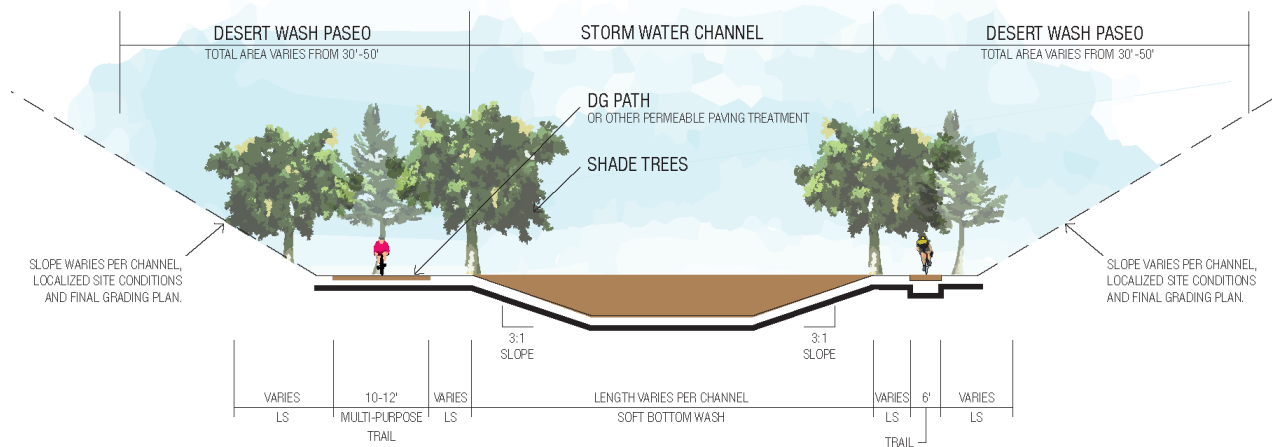 DESERT WASH PASEO
TOTAL AREA VARIES FROM 30'-50'
STORM WATER CHANNEL
DESERT WASH PASEO
TOTAL AREA VARIES FROM 30'-50'
DG PATH
OR OTHER PERMEABLE PAVING TREATMENT
SHADE TREES
SLOPE VARIES PER CHANNEL,
LOCALIZED SITE CONDITIONS
AND FINAL GRADING PLAN.
SLOPE VARIES PER CHANNEL,
LOCALIZED SITE CONDITIONS
AND FINAL GRADING PLAN.
3:1
SLOPE
3:1
SLOPE
VARIES
LS
10-12'
MULTI-PURPOSE
TRAIL
VARIES
LS
LENGTH VARIES PER CHANNEL
SOFT BOTTOM WASH
VARIES
LS
6'
TRAIL
VARIES
LS